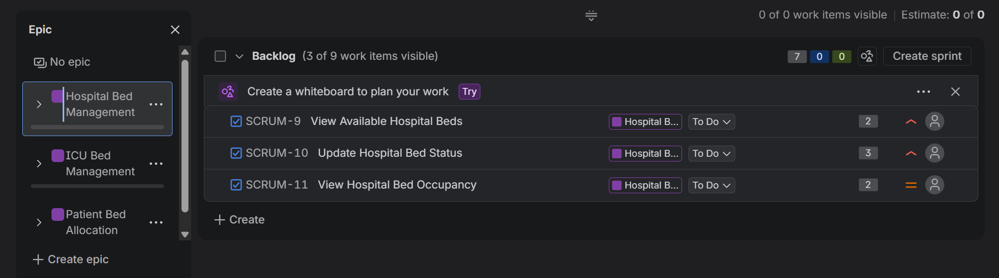 0 of 0 work items visible Estimate: 0 of 0
Epic
No epic
Hospital Bed
Management
ICU Bed
Management
Patient Bed
Allocation
Create epic
Backlog (3 of 9 work items visible) 7 0 0 Create sprint
Create a whiteboard to plan your work Try
SCRUM-9 View Available Hospital Beds Hospital B... To Do 2
SCRUM-10 Update Hospital Bed Status Hospital B... To Do 3
SCRUM-11 View Hospital Bed Occupancy Hospital B... To Do 2
Create